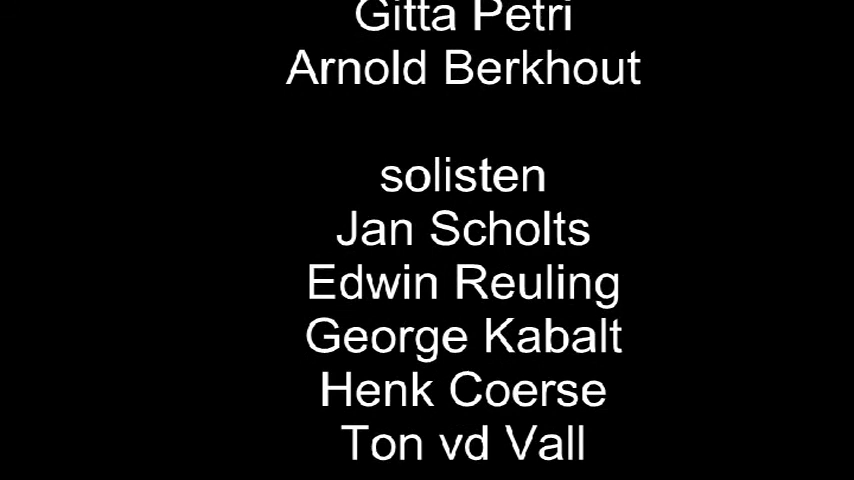 Gitta Petri
Arnold Berkhout
solisten
Jan Scholts
Edwin Reuling
George Kabalt
Henk Coerse
Ton vd Vall